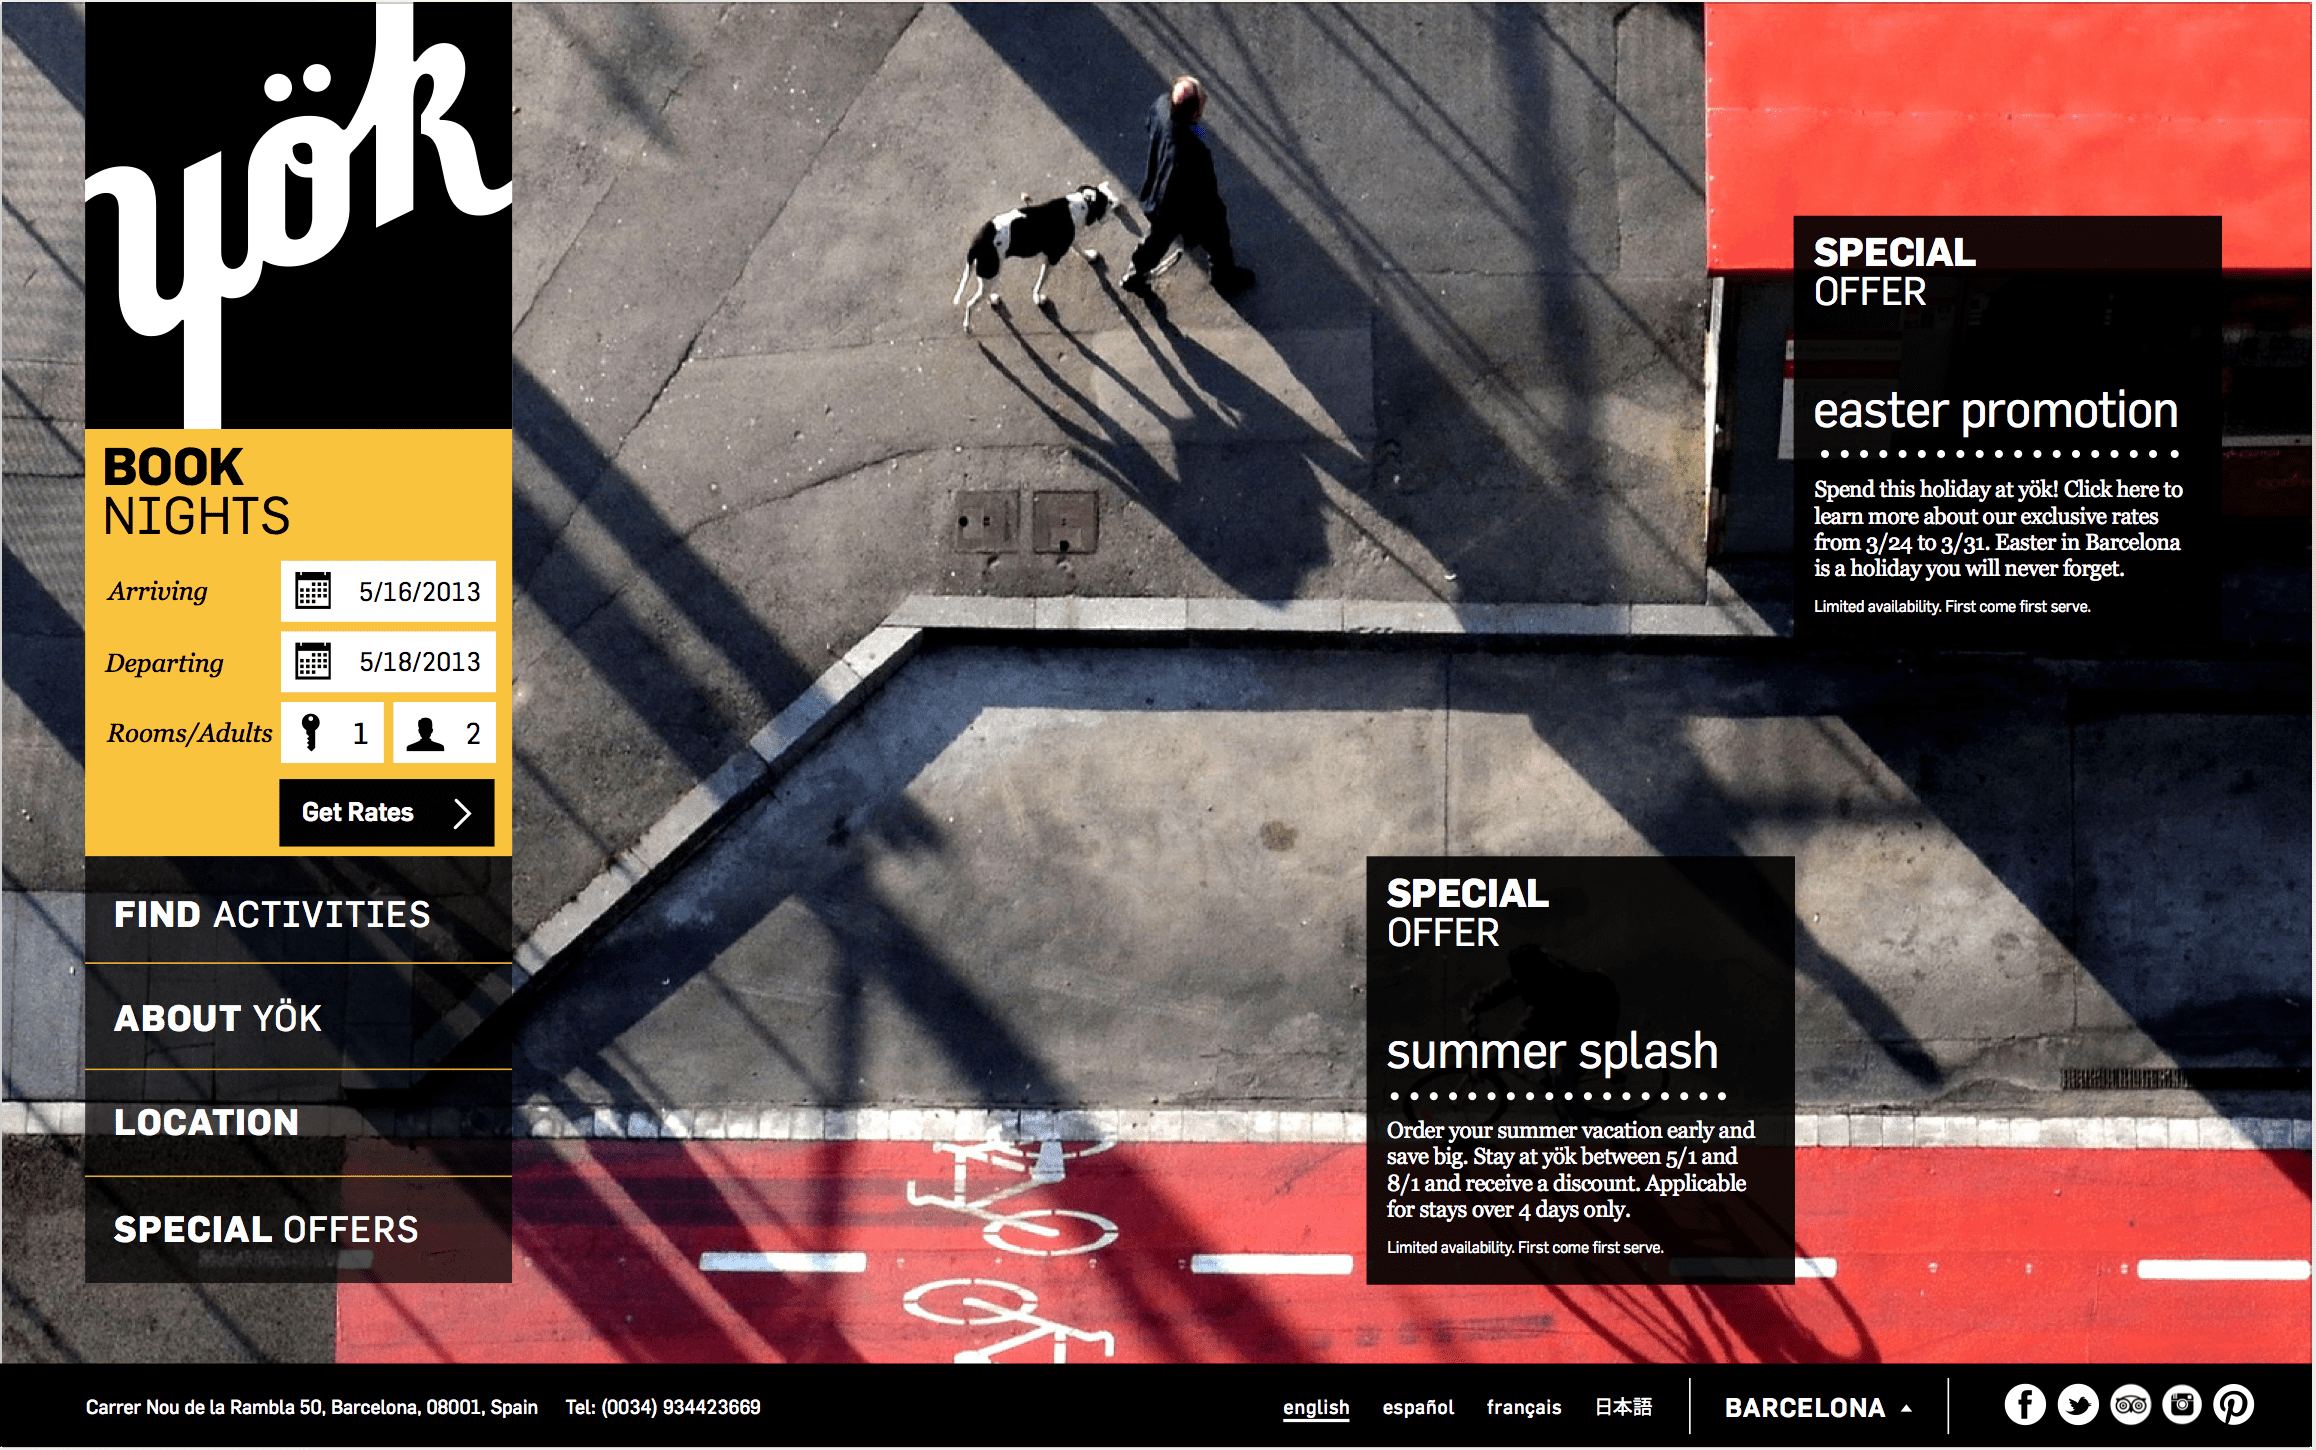 yök
BOOK
NIGHTS
Arriving 5/16/2013
Departing 5/18/2013
Rooms/Adults 1 2
Get Rates
FIND ACTIVITIES
ABOUT YÖK
LOCATION
SPECIAL OFFERS
SPECIAL
OFFER
easter promotion
Spend this holiday at yök! Click here to
learn more about our exclusive rates
from 3/24 to 3/31. Easter in Barcelona
is a holiday you will never forget.
Limited availability. First come first serve.
SPECIAL
OFFER
summer splash
Order your summer vacation early and
save big. Stay at yök between 5/1 and
8/1 and receive a discount. Applicable
for stays over 4 days only.
Limited availability. First come first serve.
Carrer Nou de la Rambla 50, Barcelona, 08001, Spain Tel: (0034) 934423669
english español français 日本語 BARCELONA